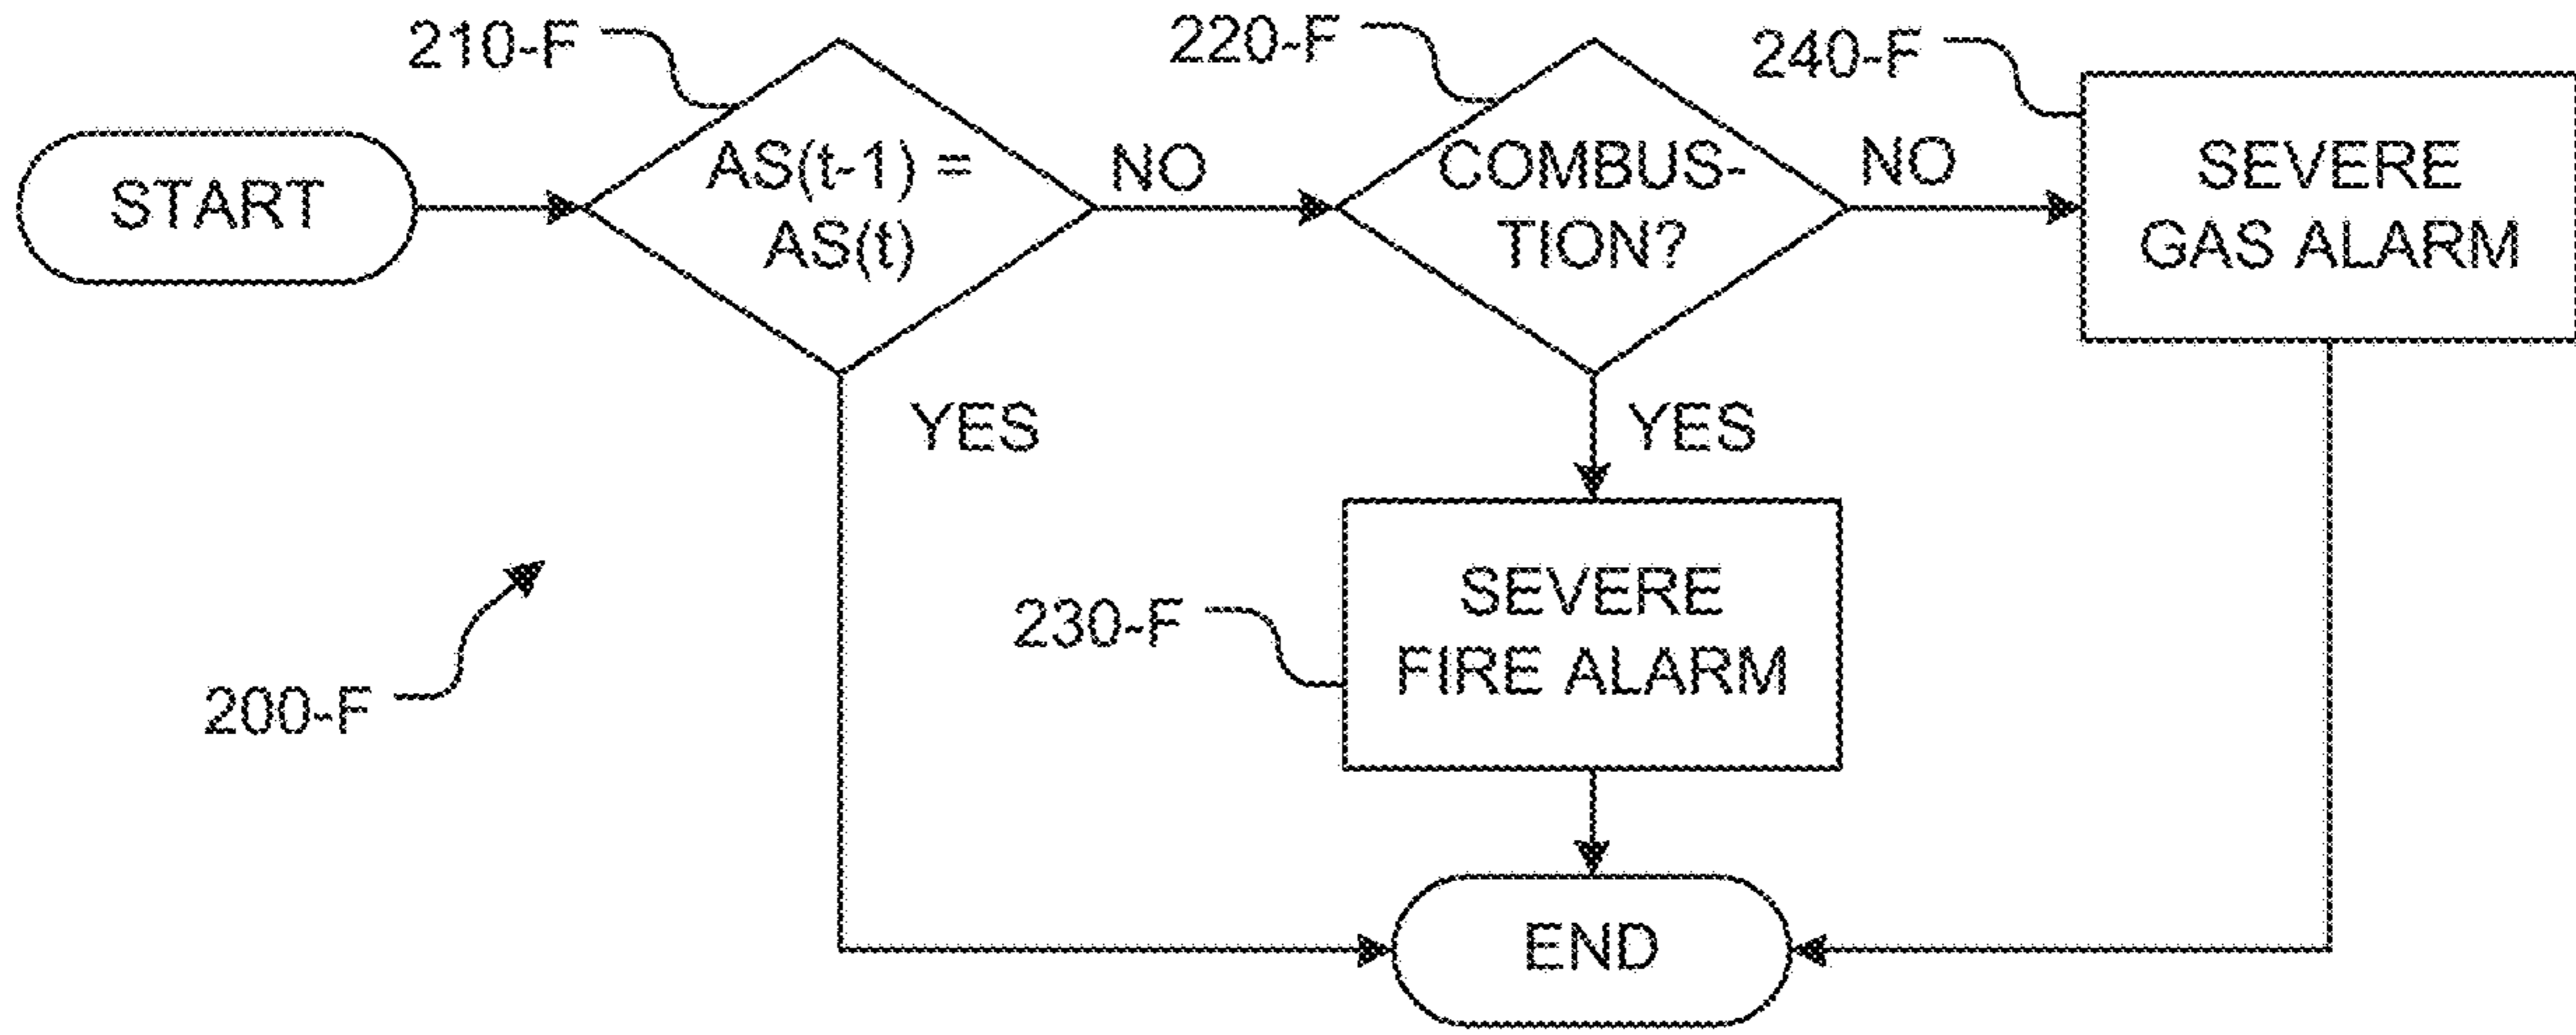 210-F
220-F
240-F
START
AS(t-1) =
AS(t)
NO
COMBUS-
TION?
NO
SEVERE
GAS ALARM
YES
YES
200-F
230-F
SEVERE
FIRE ALARM
END